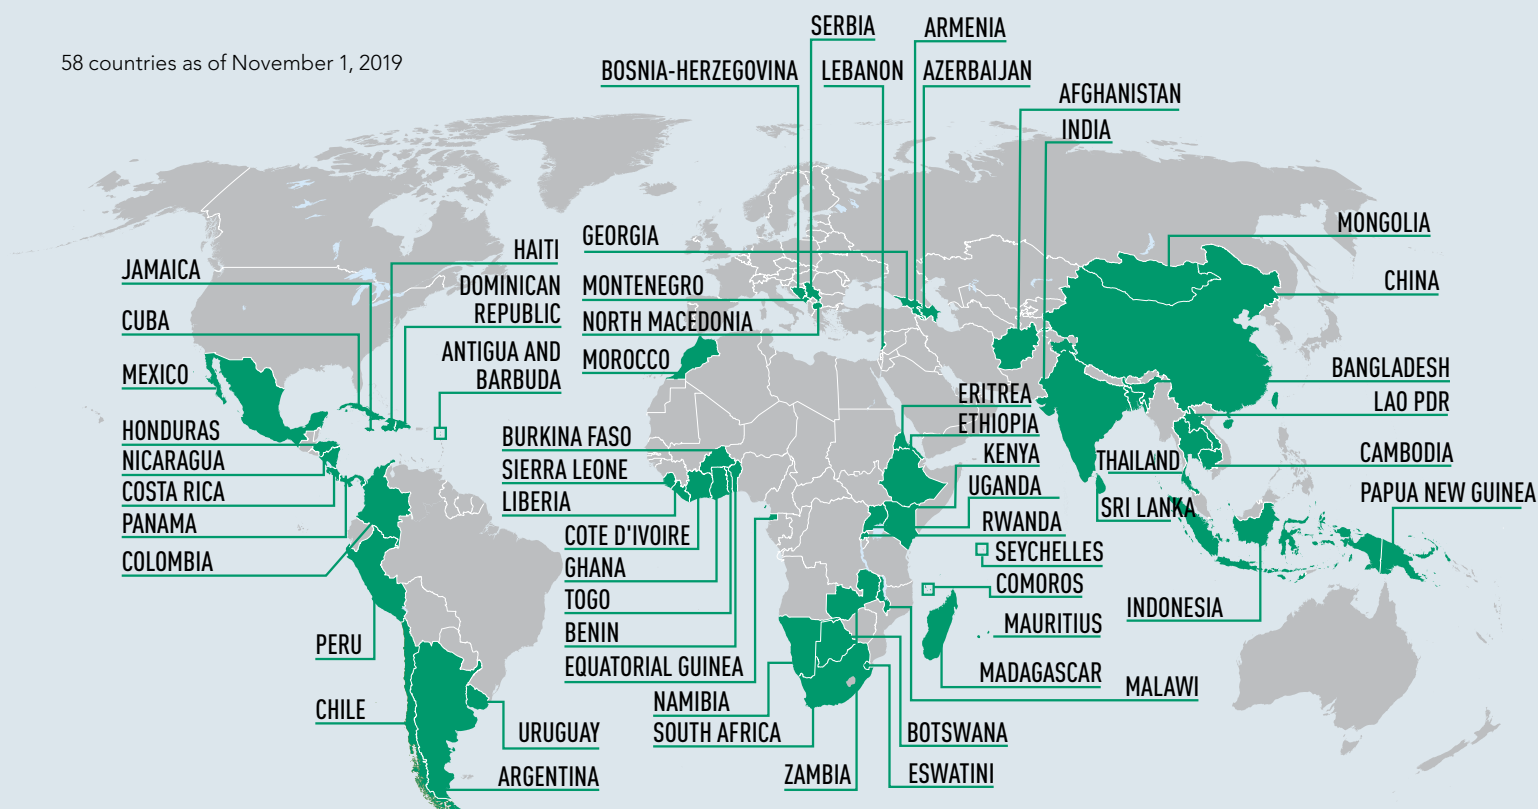 58 countries as of November 1, 2019
SERBIA
ARMENIA
BOSNIA-HERZEGOVINA
LEBANON
AZERBAIJAN
AFGHANISTAN
INDIA
MONGOLIA
CHINA
HAITI
GEORGIA
JAMAICA
DOMINICAN
REPUBLIC
MONTENEGRO
CUBA
NORTH MACEDONIA
ANTIGUA AND
BARBUDA
MOROCCO
MEXICO
BANGLADESH
LAO PDR
ERITREA
ETHIOPIA
HONDURAS
BURKINA FASO
NICARAGUA
SIERRA LEONE
KENYA
THAILAND
CAMBODIA
COSTA RICA
LIBERIA
UGANDA
SRI LANKA
PAPUA NEW GUINEA
PANAMA
COTE D'IVOIRE
RWANDA
COLOMBIA
GHANA
SEYCHELLES
COMOROS
TOGO
INDONESIA
BENIN
MAURITIUS
PERU
EQUATORIAL GUINEA
MADAGASCAR
MALAWI
CHILE
NAMIBIA
URUGUAY
SOUTH AFRICA
BOTSWANA
ARGENTINA
ZAMBIA
ESWATINI